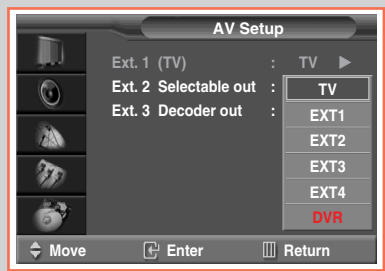 AV Setup
Ext. 1 (TV) : TV
Ext. 2 Selectable out : TV
Ext. 3 Decoder out : EXT1
EXT2
EXT3
EXT4
DVR
Move Enter Return